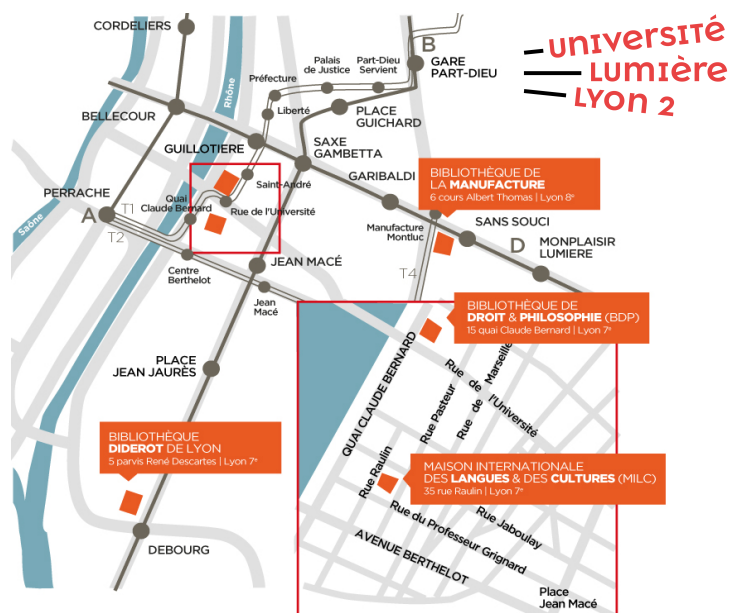 UNIVERSITÉ
LUMIÈRE
LYON 2
CORDELIERS
B
GARE
PART-DIEU
Palais
de Justice
Part-Dieu
Servient
Préfecture
Rhône
Liberté
PLACE
GUICHARD
BELLECOUR
GUILLOTIERE
SAXE
GAMBETTA
GARIBALDI
BIBLIOTHÈQUE DE
LA MANUFACTURE
6 cours Albert Thomas | Lyon 8e
PERRACHE
A
T1
T2
Saône
Quai
Claude Bernard
Saint-André
Rue de l'Université
Manufacture
Montluc
SANS SOUCI
D
MONPLAISIR
LUMIERE
Centre
Berthelot
JEAN MACÉ
Jean
Macé
T4
BIBLIOTHÈQUE DE
DROIT & PHILOSOPHIE (BDP)
15 quai Claude Bernard | Lyon 7e
PLACE
JEAN JAURÈS
QUAI CLAUDE BERNARD
Rue de l'Université
Rue Pasteur
Rue de Marseille
BIBLIOTHÈQUE
DIDEROT DE LYON
5 parvis René Descartes | Lyon 7e
MAISON INTERNATIONALE
DES LANGUES & DES CULTURES (MILC)
35 rue Raulin | Lyon 7e
Rue Raulin
Rue du Professeur Grignard
Rue Jaboulay
AVENUE BERTHELOT
DEBOURG
Place
Jean Macé